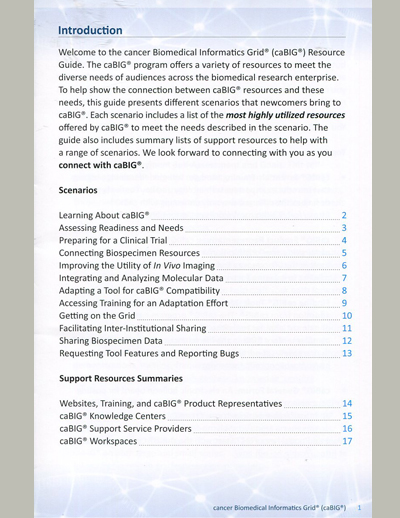 Introduction
Welcome to the cancer Biomedical Informatics Grid® (caBIG®) Resource
Guide. The caBIG® program offers a variety of resources to meet the
diverse needs of audiences across the biomedical research enterprise.
To help show the connection between caBIG® resources and these
needs, this guide presents different scenarios that newcomers bring to
caBIG®. Each scenario includes a list of the most highly utilized resources
offered by caBIG® to meet the needs described in the scenario. The
guide also includes summary lists of support resources to help with
a range of scenarios. We look forward to connecting with you as you
connect with caBIG®.
Scenarios
Learning About caBIG® 2
Assessing Readiness and Needs 3
Preparing for a Clinical Trial 4
Connecting Biospecimen Resources 5
Improving the Utility of In Vivo Imaging 6
Integrating and Analyzing Molecular Data 7
Adapting a Tool for caBIG® Compatibility 8
Accessing Training for an Adaptation Effort 9
Getting on the Grid 10
Facilitating Inter-Institutional Sharing 11
Sharing Biospecimen Data 12
Requesting Tool Features and Reporting Bugs 13
Support Resources Summaries
Websites, Training, and caBIG® Product Representatives 14
caBIG® Knowledge Centers 15
caBIG® Support Service Providers 16
caBIG® Workspaces 17
cancer Biomedical Informatics Grid® (caBIG®) 1